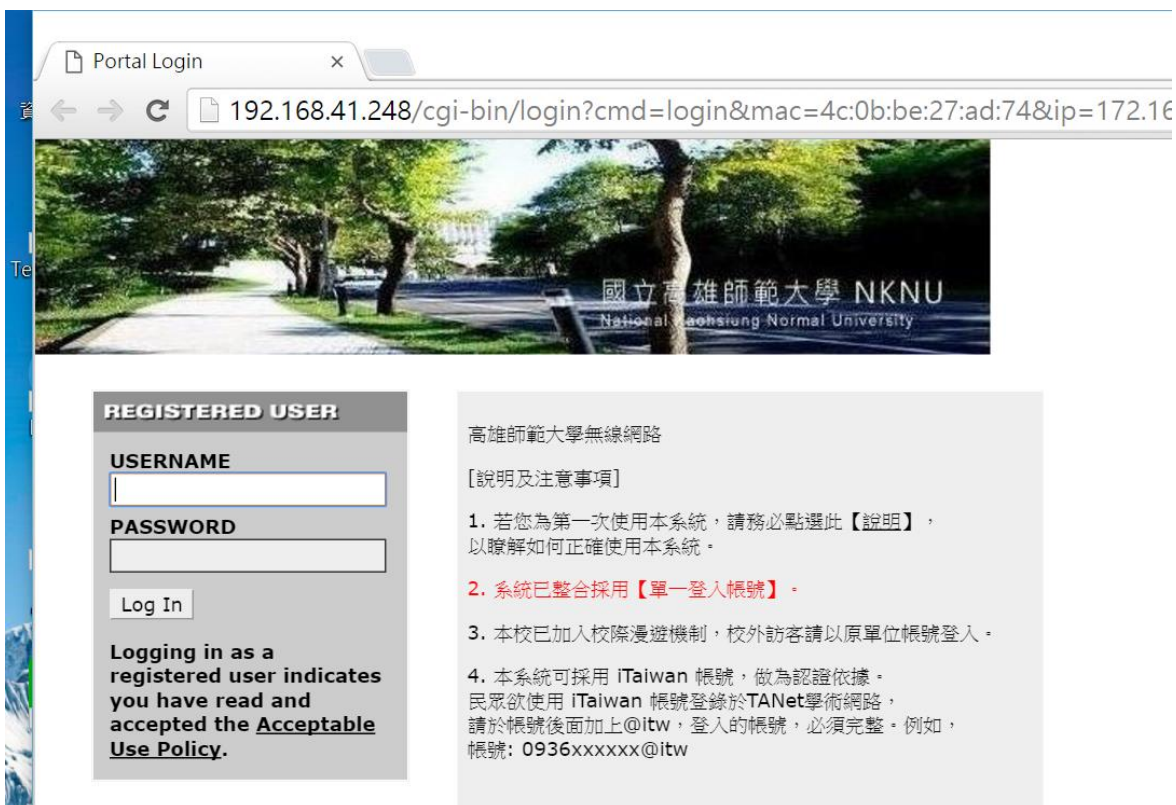 Portal Login
192.168.41.248/cgi-bin/login?cmd=login&mac=4c:0b:be:27:ad:74&ip=172.16
Te
國立高雄師範大學 NKNU
National Kaohsiung Normal University
REGISTERED USER
USERNAME
PASSWORD
Log In
Logging in as a
registered user indicates
you have read and
accepted the Acceptable
Use Policy.
高雄師範大學無線網路
[說明及注意事項]
1. 若您為第一次使用本系統，請務必點選此【說明】，
以瞭解如何正確使用本系統。
2. 系統已整合採用【單一登入帳號】。
3. 本校已加入校際漫遊機制，校外訪客請以原單位帳號登入。
4. 本系統可採用 iTaiwan 帳號，做為認證依據。
民眾欲使用 iTaiwan 帳號登錄於TANet學術網路，
請於帳號後面加上@itw，登入的帳號，必須完整。例如，
帳號: 0936xxxxxx@itw